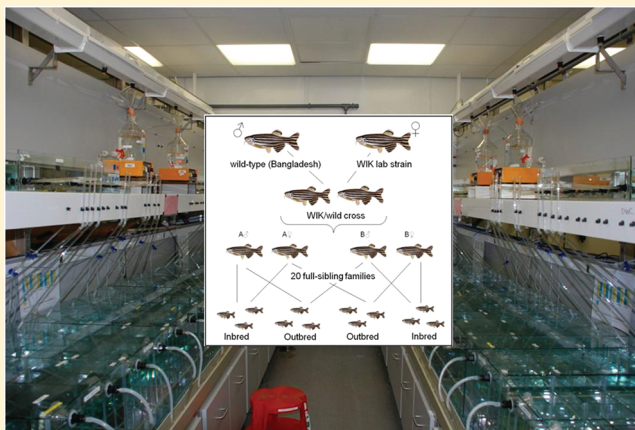 ♂ ♀
wild-type (Bangladesh) WIK lab strain
WIK/wild cross
A♂ A♀ B♂ B♀
20 full-sibling families
Inbred Outbred Outbred Inbred